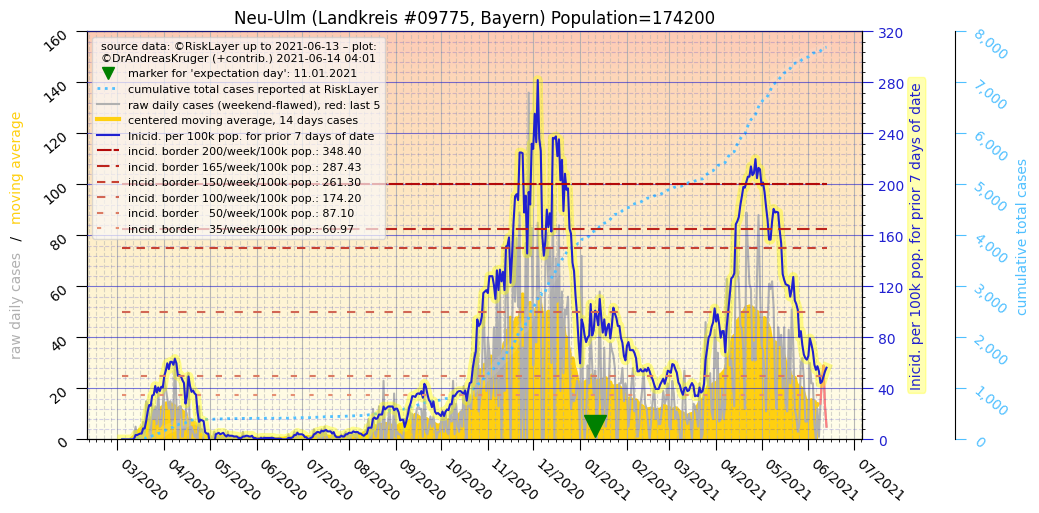 Neu-Ulm (Landkreis #09775, Bayern) Population=174200
source data: ©RiskLayer up to 2021-06-13 – plot:
©DrAndreasKruger (+contrib.) 2021-06-14 04:01
marker for 'expectation day': 11.01.2021
cumulative total cases reported at RiskLayer
raw daily cases (weekend-flawed), red: last 5
centered moving average, 14 days cases
Inicid. per 100k pop. for prior 7 days of date
incid. border 200/week/100k pop.: 348.40
incid. border 165/week/100k pop.: 287.43
incid. border 150/week/100k pop.: 261.30
incid. border 100/week/100k pop.: 174.20
incid. border 50/week/100k pop.: 87.10
incid. border 35/week/100k pop.: 60.97
raw daily cases / moving average
160
140
120
100
80
60
40
20
0
320
280
240
200
160
120
80
40
0
Inicid. per 100k pop. for prior 7 days of date
8,000
7,000
6,000
5,000
4,000
3,000
2,000
1,000
0
cumulative total cases
03/2020
04/2020
05/2020
06/2020
07/2020
08/2020
09/2020
10/2020
11/2020
12/2020
01/2021
02/2021
03/2021
04/2021
05/2021
06/2021
07/2021